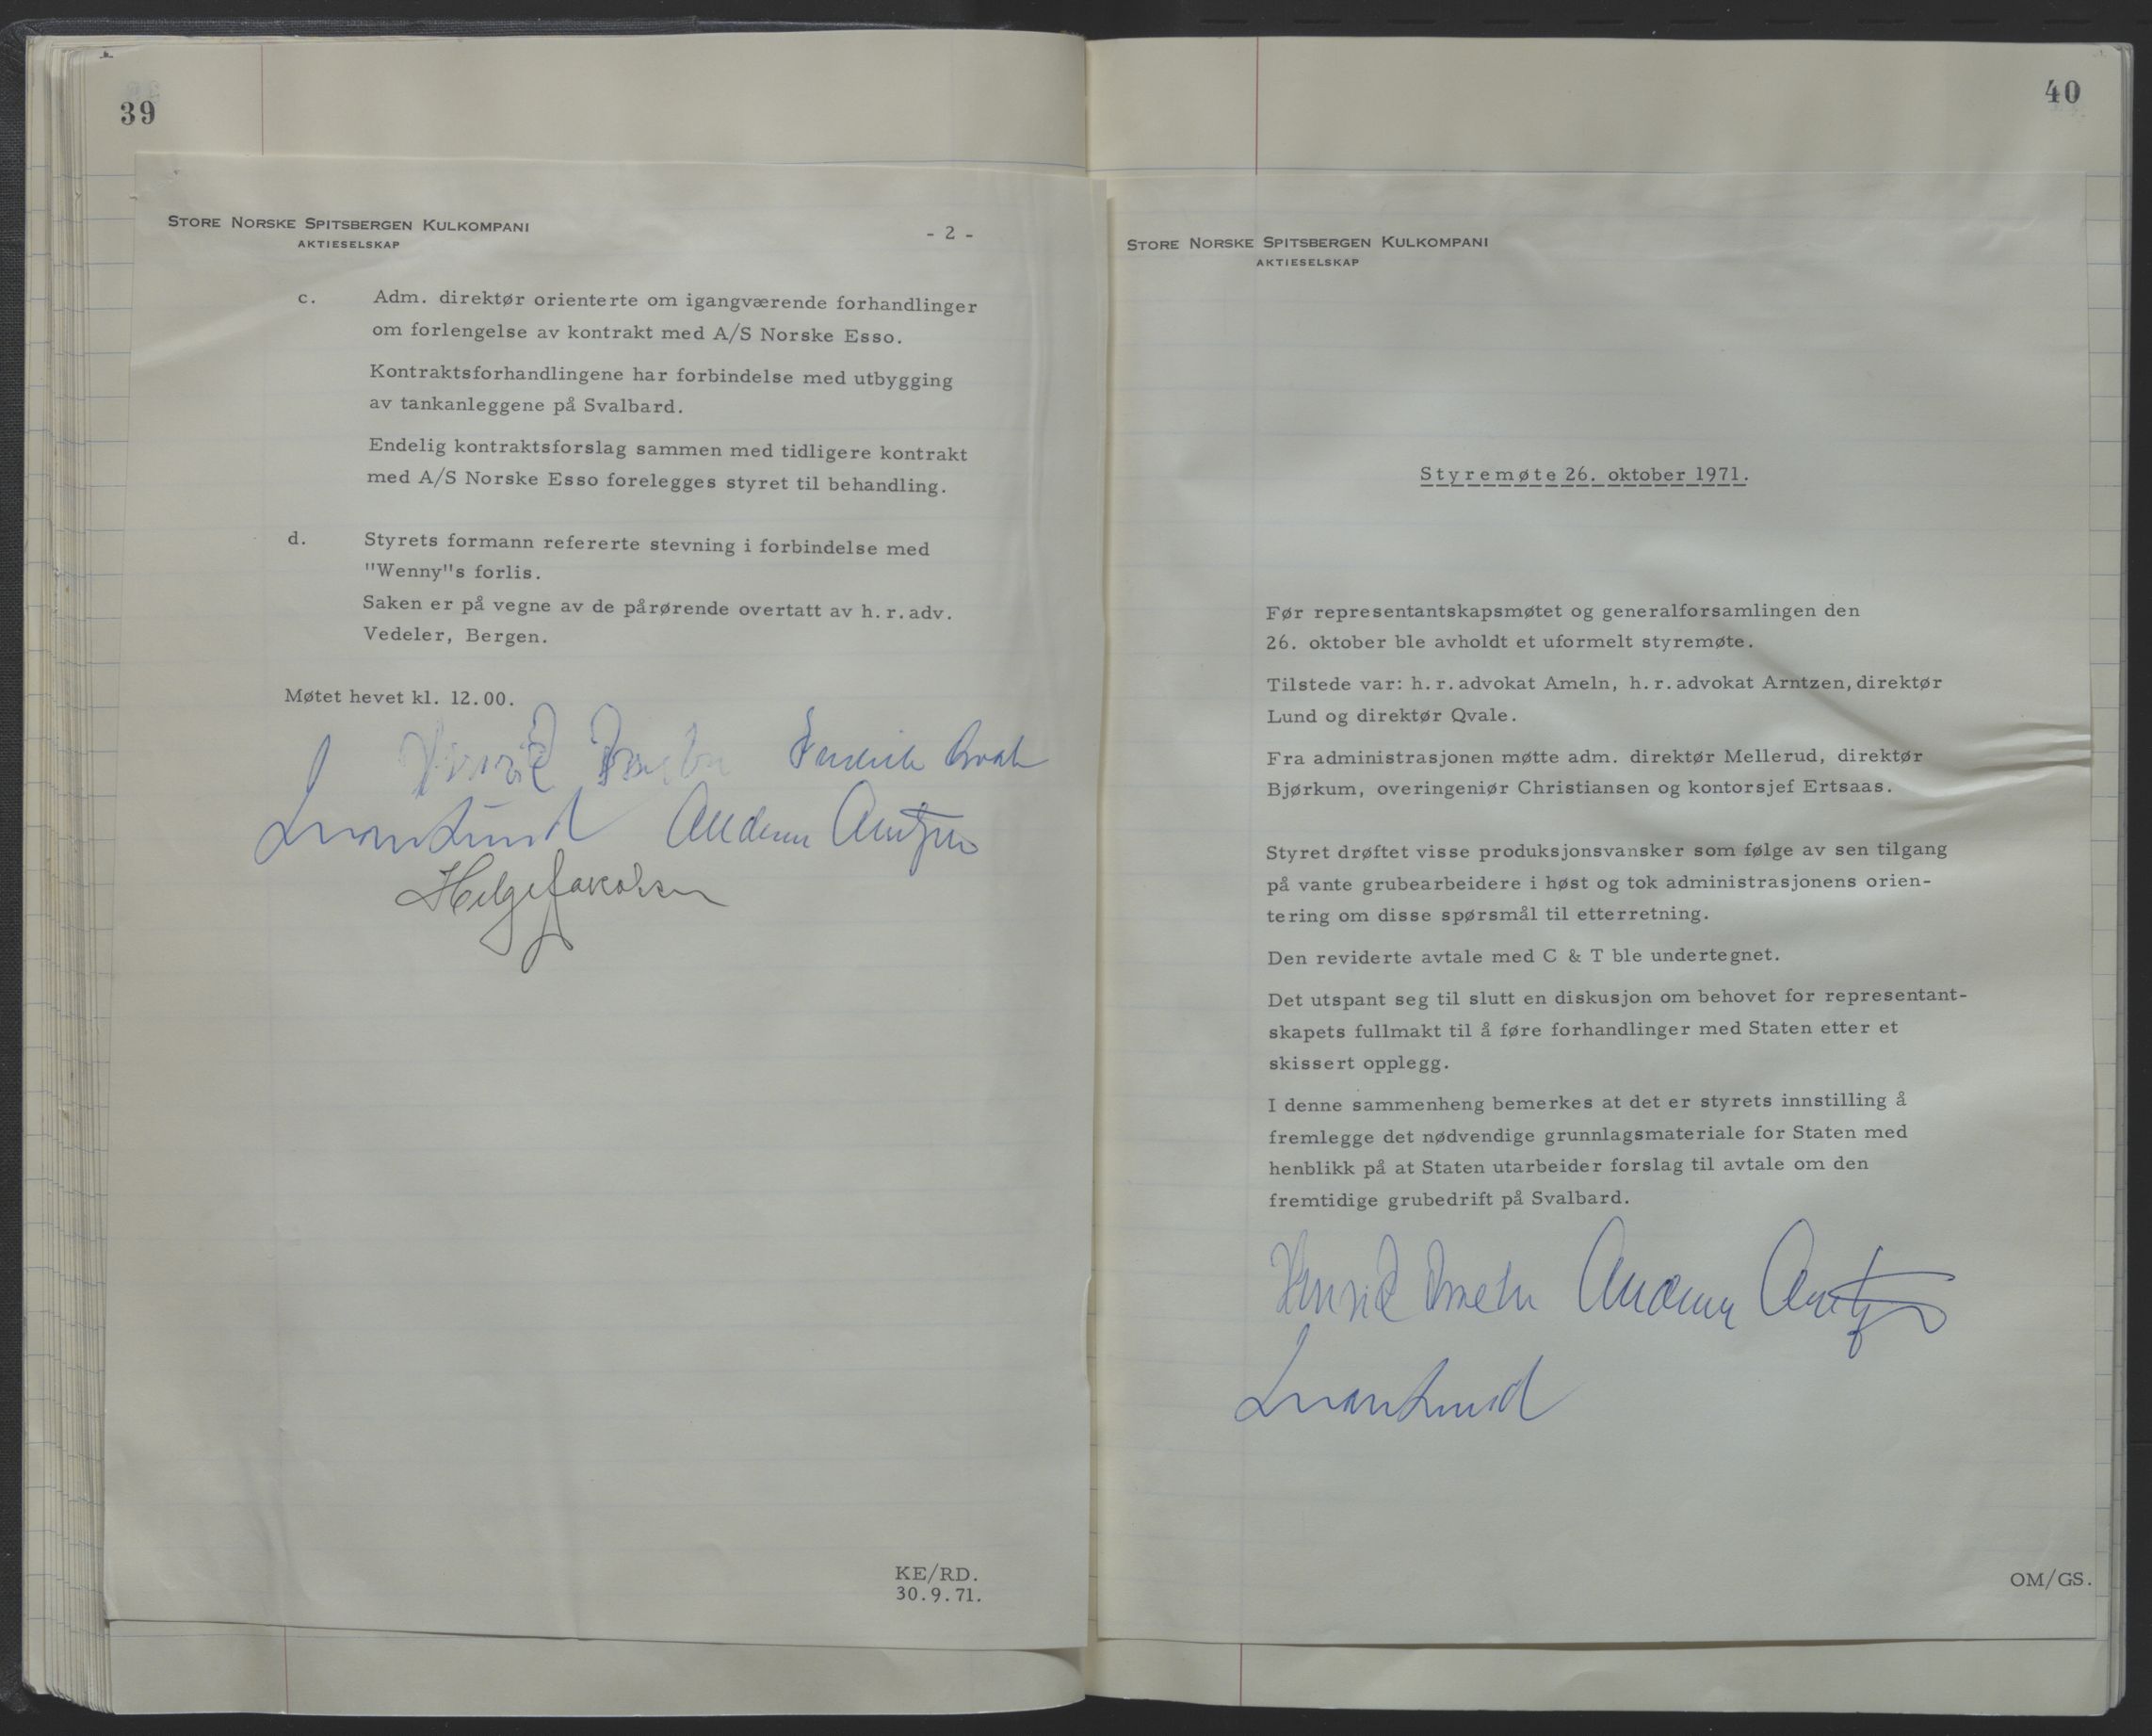 39
STORE NORSKE SPITSBERGEN KULKOMPANI
AKTIESELSKAP
- 2 -
c. Adm. direktør orienterte om igangværende forhandlinger
om forlengelse av kontrakt med A/S Norske Esso.
Kontraktsforhandlingene har forbindelse med utbygging
av tankanleggene på Svalbard.
Endelig kontraktsforslag sammen med tidligere kontrakt
med A/S Norske Esso forelegges styret til behandling.
d. Styrets formann refererte stevning i forbindelse med
"Wenny"s forlis.
Saken er på vegne av de pårørende overtatt av h.r.adv.
Vedeler, Bergen.
Møtet hevet kl. 12.00.
Lund Arntzen
Helge Jakobsen
KE/RD.
30.9.71.
40
STORE NORSKE SPITSBERGEN KULKOMPANI
AKTIESELSKAP
Styremøte 26. oktober 1971.
Før representantskapsmøtet og generalforsamlingen den
26. oktober ble avholdt et uformelt styremøte.
Tilstede var: h.r.advokat Ameln, h.r.advokat Arntzen, direktør
Lund og direktør Qvale.
Fra administrasjonen møtte adm. direktør Mellerud, direktør
Bjørkum, overingeniør Christiansen og kontorsjef Ertsaas.
Styret drøftet visse produksjonsvansker som følge av sen tilgang
på vante grubearbeidere i høst og tok administrasjonens orien-
tering om disse spørsmål til etterretning.
Den reviderte avtale med C & T ble undertegnet.
Det utspant seg til slutt en diskusjon om behovet for representant-
skapets fullmakt til å føre forhandlinger med Staten etter et
skissert opplegg.
I denne sammenheng bemerkes at det er styrets innstilling å
fremlegge det nødvendige grunnlagsmateriale for Staten med
henblikk på at Staten utarbeider forslag til avtale om den
fremtidige grubedrift på Svalbard.
Henrik Ameln Arntzen
Lund
OM/GS.